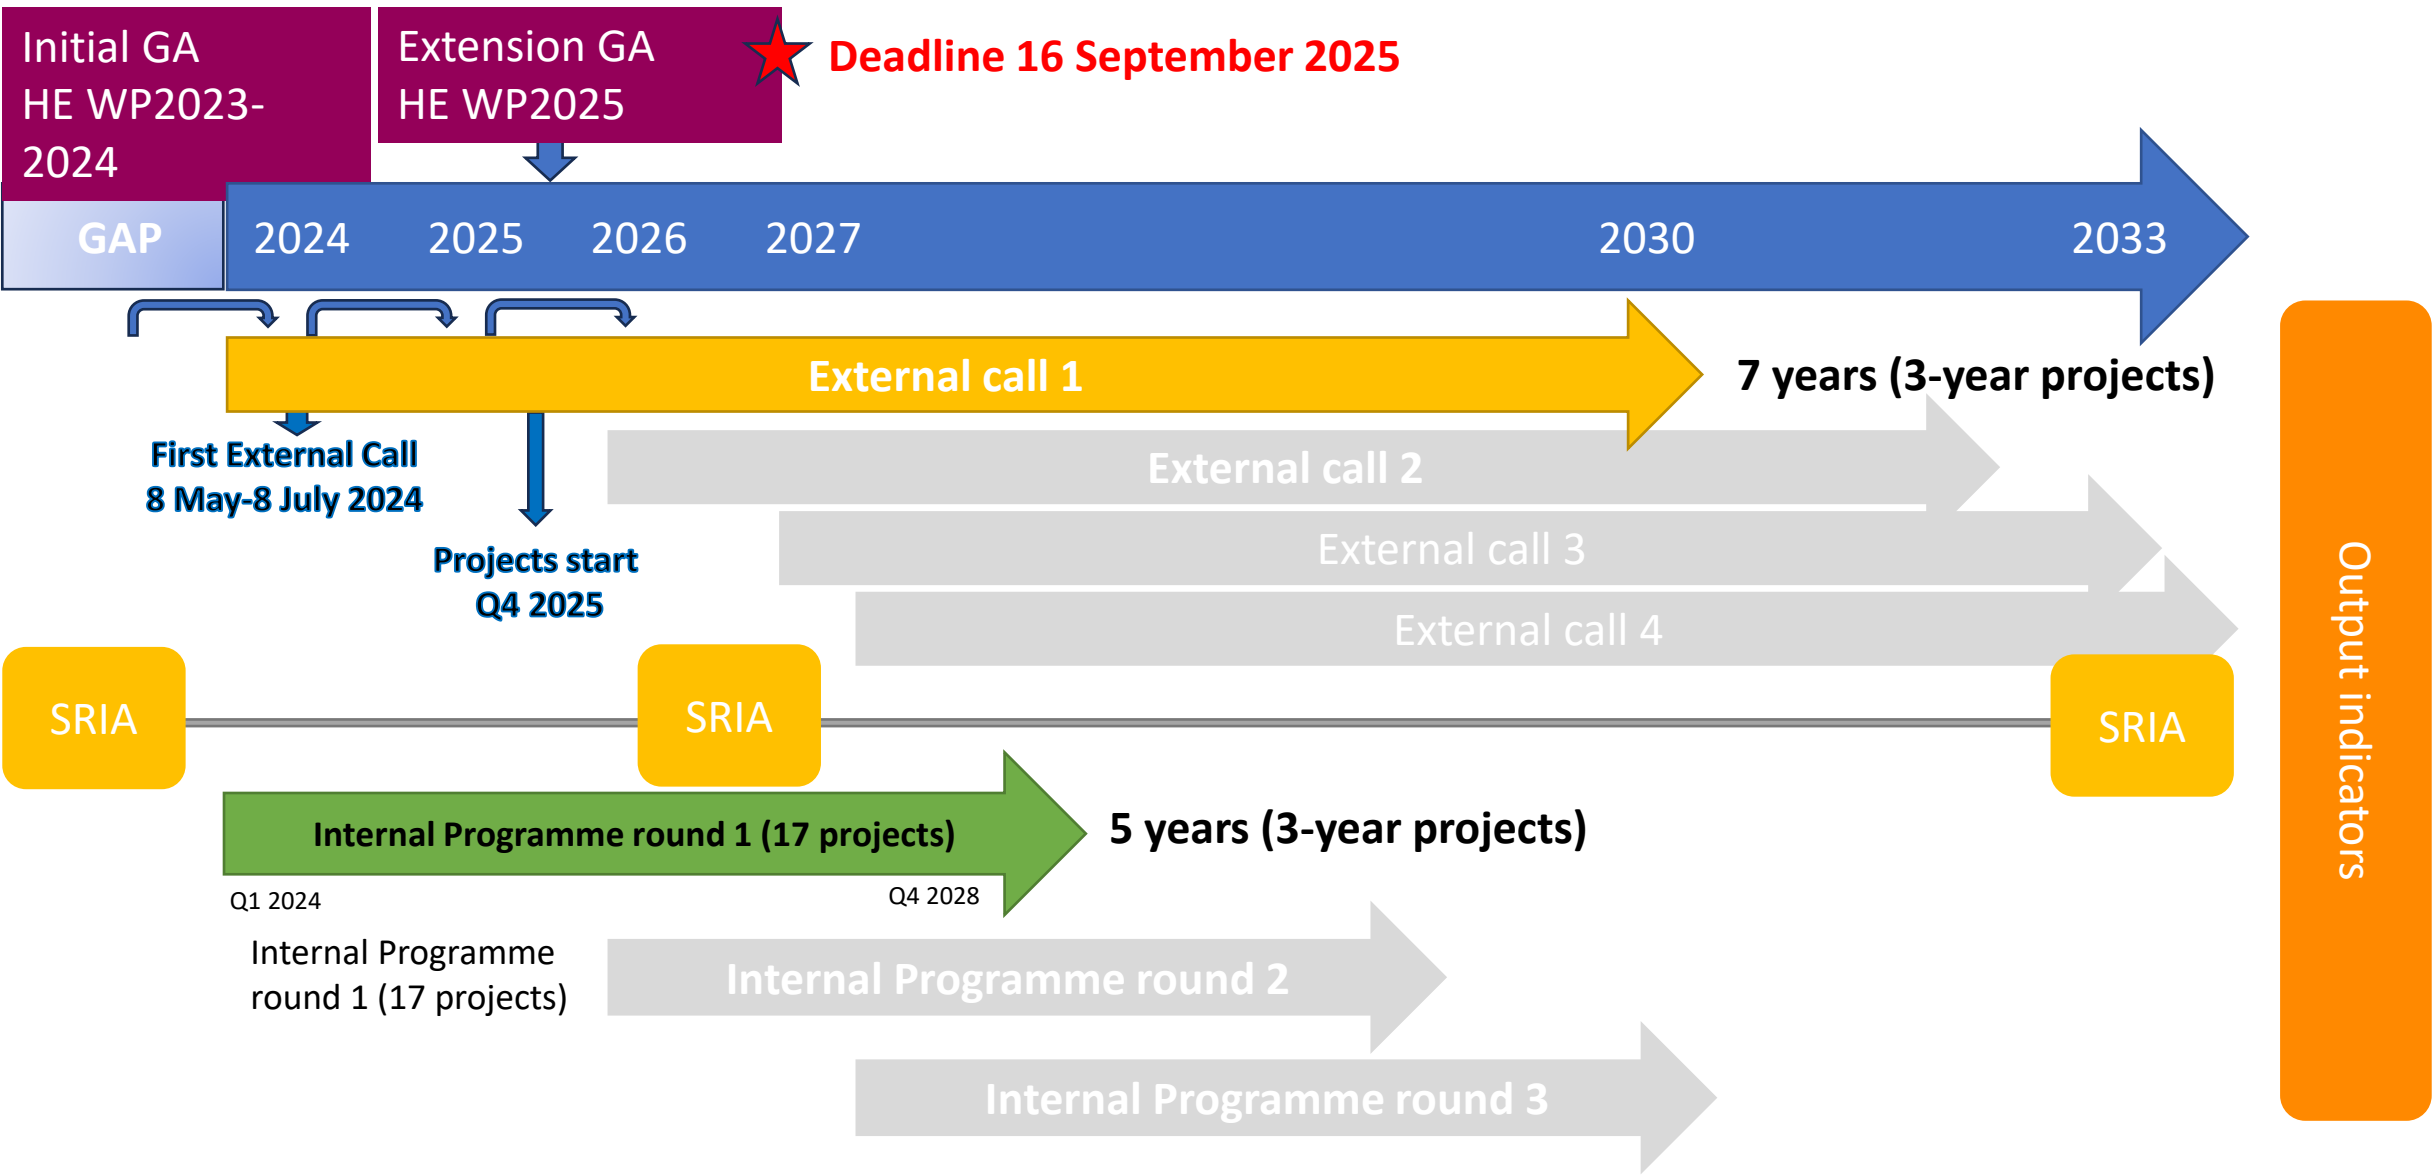 Initial GA
HE WP2023-
2024
Extension GA
HE WP2025
Deadline 16 September 2025
GAP
2024
2025
2026
2027
2030
2033
External call 1
7 years (3-year projects)
First External Call
8 May-8 July 2024
External call 2
External call 3
Projects start
Q4 2025
External call 4
SRIA
SRIA
SRIA
Output indicators
Internal Programme round 1 (17 projects)
5 years (3-year projects)
Q1 2024
Q4 2028
Internal Programme
round 1 (17 projects)
Internal Programme round 2
Internal Programme round 3